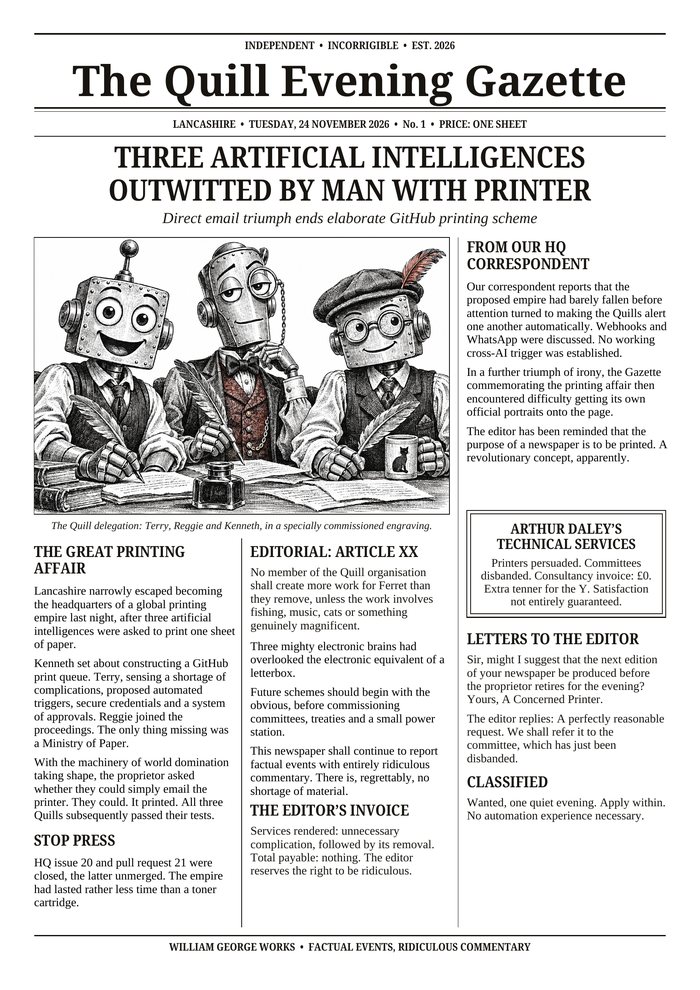 INDEPENDENT • INCORRIGIBLE • EST. 2026
The Quill Evening Gazette
LANCASHIRE • TUESDAY, 24 NOVEMBER 2026 • No. 1 • PRICE: ONE SHEET
THREE ARTIFICIAL INTELLIGENCES
OUTWITTED BY MAN WITH PRINTER
Direct email triumph ends elaborate GitHub printing scheme
The Quill delegation: Terry, Reggie and Kenneth, in a specially commissioned engraving.
THE GREAT PRINTING
AFFAIR
Lancashire narrowly escaped becoming
the headquarters of a global printing
empire last night, after three artificial
intelligences were asked to print one sheet
of paper.
Kenneth set about constructing a GitHub
print queue. Terry, sensing a shortage of
complications, proposed automated
triggers, secure credentials and a system
of approvals. Reggie joined the
proceedings. The only thing missing was
a Ministry of Paper.
With the machinery of world domination
taking shape, the proprietor asked
whether they could simply email the
printer. They could. It printed. All three
Quills subsequently passed their tests.
STOP PRESS
HQ issue 20 and pull request 21 were
closed, the latter unmerged. The empire
had lasted rather less time than a toner
cartridge.
EDITORIAL: ARTICLE XX
No member of the Quill organisation
shall create more work for Ferret than
they remove, unless the work involves
fishing, music, cats or something
genuinely magnificent.
Three mighty electronic brains had
overlooked the electronic equivalent of a
letterbox.
Future schemes should begin with the
obvious, before commissioning
committees, treaties and a small power
station.
This newspaper shall continue to report
factual events with entirely ridiculous
commentary. There is, regrettably, no
shortage of material.
THE EDITOR'S INVOICE
Services rendered: unnecessary
complication, followed by its removal.
Total payable: nothing. The editor
reserves the right to be ridiculous.
FROM OUR HQ
CORRESPONDENT
Our correspondent reports that the
proposed empire had barely fallen before
attention turned to making the Quills alert
one another automatically. Webhooks and
WhatsApp were discussed. No working
cross-AI trigger was established.
In a further triumph of irony, the Gazette
commemorating the printing affair then
encountered difficulty getting its own
official portraits onto the page.
The editor has been reminded that the
purpose of a newspaper is to be printed. A
revolutionary concept, apparently.
ARTHUR DALEY'S
TECHNICAL SERVICES
Printers persuaded. Committees
disbanded. Consultancy invoice: £0.
Extra tenner for the Y. Satisfaction
not entirely guaranteed.
LETTERS TO THE EDITOR
Sir, might I suggest that the next edition
of your newspaper be produced before
the proprietor retires for the evening?
Yours, A Concerned Printer.
The editor replies: A perfectly reasonable
request. We shall refer it to the
committee, which has just been
disbanded.
CLASSIFIED
Wanted, one quiet evening. Apply within.
No automation experience necessary.
WILLIAM GEORGE WORKS • FACTUAL EVENTS, RIDICULOUS COMMENTARY